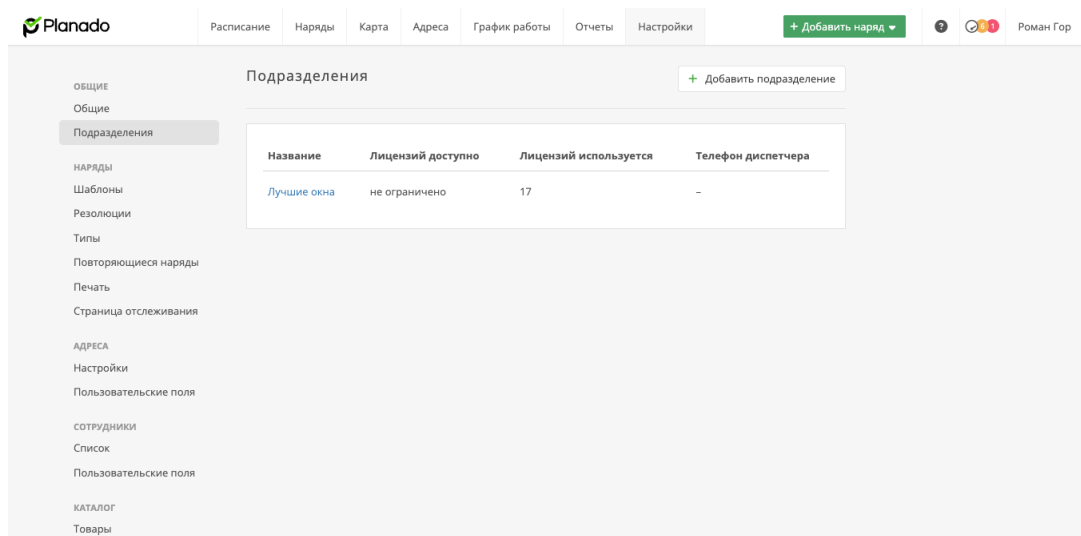 Planado
Расписание Наряды Карта Адреса График работы Отчеты Настройки + Добавить наряд ? 6 1 Роман Гор
Подразделения
+ Добавить подразделение
ОБЩИЕ
Общие
Подразделения
НАРЯДЫ
Шаблоны
Резолюции
Типы
Повторяющиеся наряды
Печать
Страница отслеживания
АДРЕСА
Настройки
Пользовательские поля
СОТРУДНИКИ
Список
Пользовательские поля
КАТАЛОГ
Товары
Название Лицензий доступно Лицензий используется Телефон диспетчера
Лучшие окна не ограничено 17 –